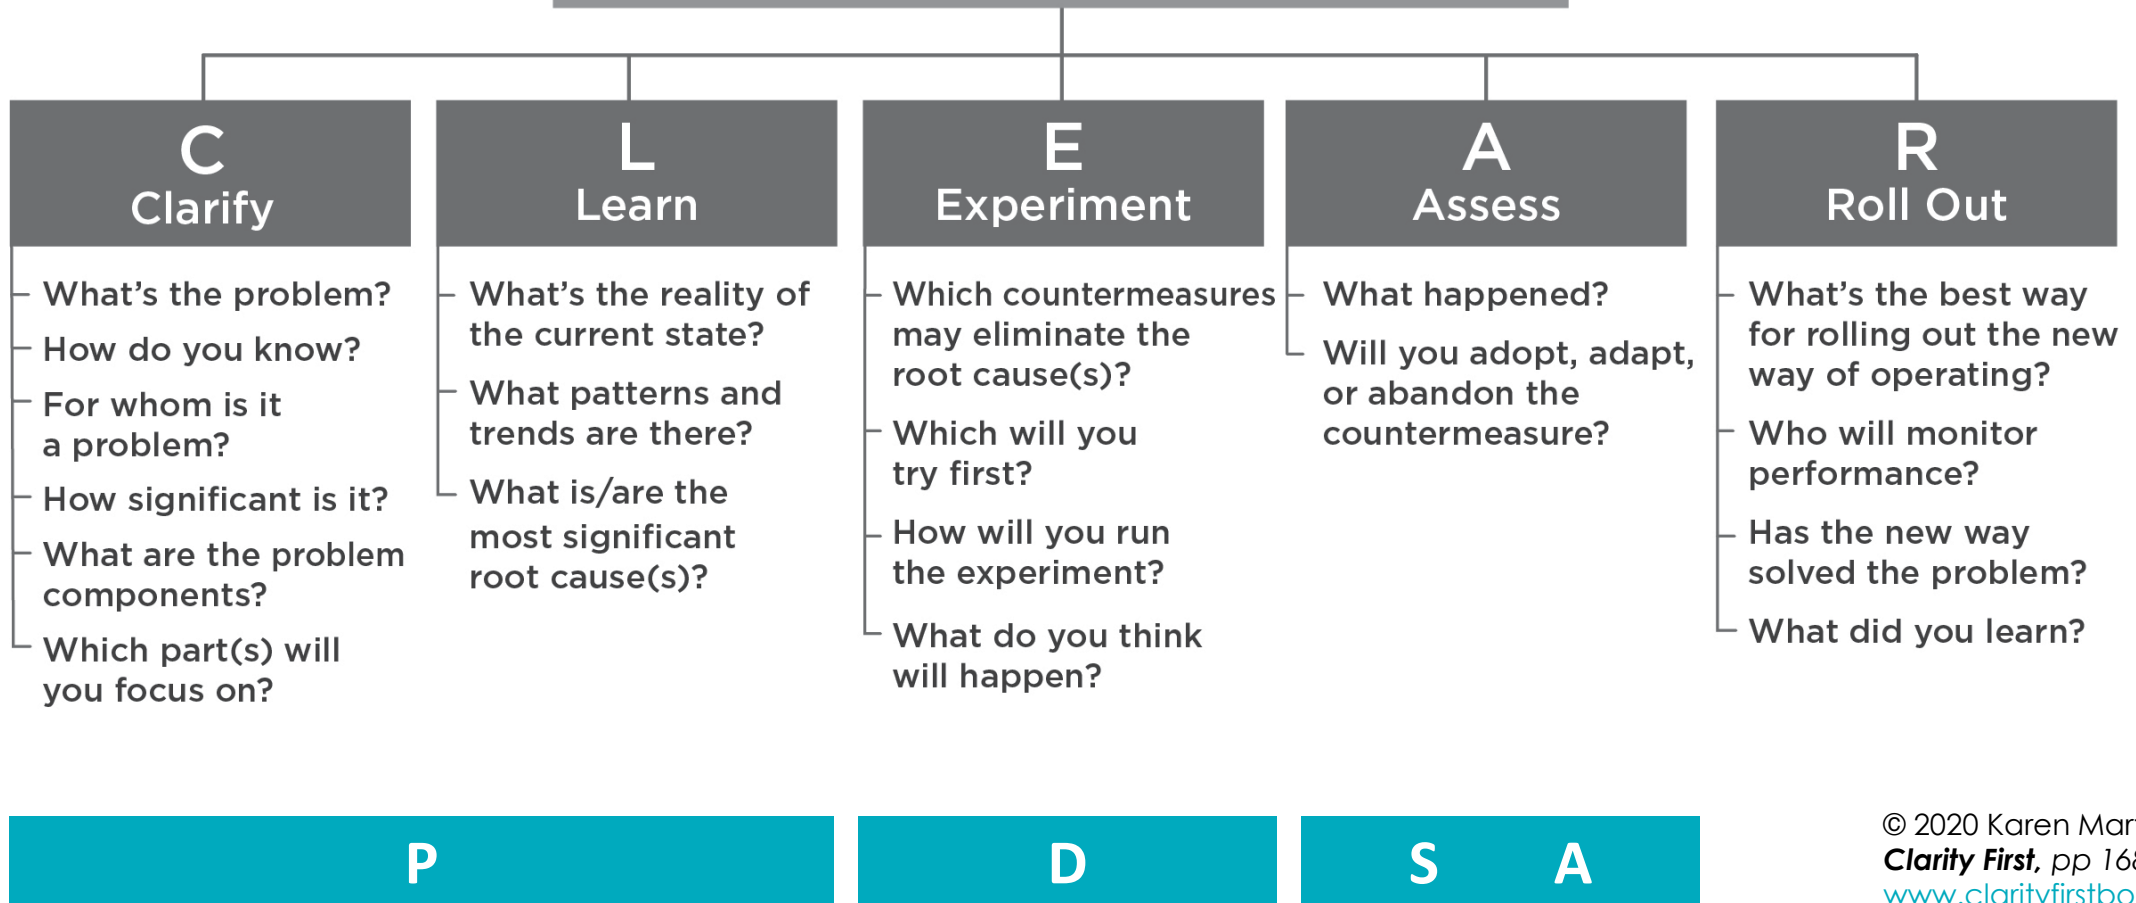 C
Clarify
What's the problem?
How do you know?
For whom is it
a problem?
How significant is it?
What are the problem
components?
Which part(s) will
you focus on?
L
Learn
What's the reality of
the current state?
What patterns and
trends are there?
What is/are the
most significant
root cause(s)?
E
Experiment
Which countermeasures
may eliminate the
root cause(s)?
Which will you
try first?
How will you run
the experiment?
What do you think
will happen?
A
Assess
What happened?
Will you adopt, adapt,
or abandon the
countermeasure?
R
Roll Out
What's the best way
for rolling out the new
way of operating?
Who will monitor
performance?
Has the new way
solved the problem?
What did you learn?
P
D
S A
© 2020 Karen
Clarity First, pp